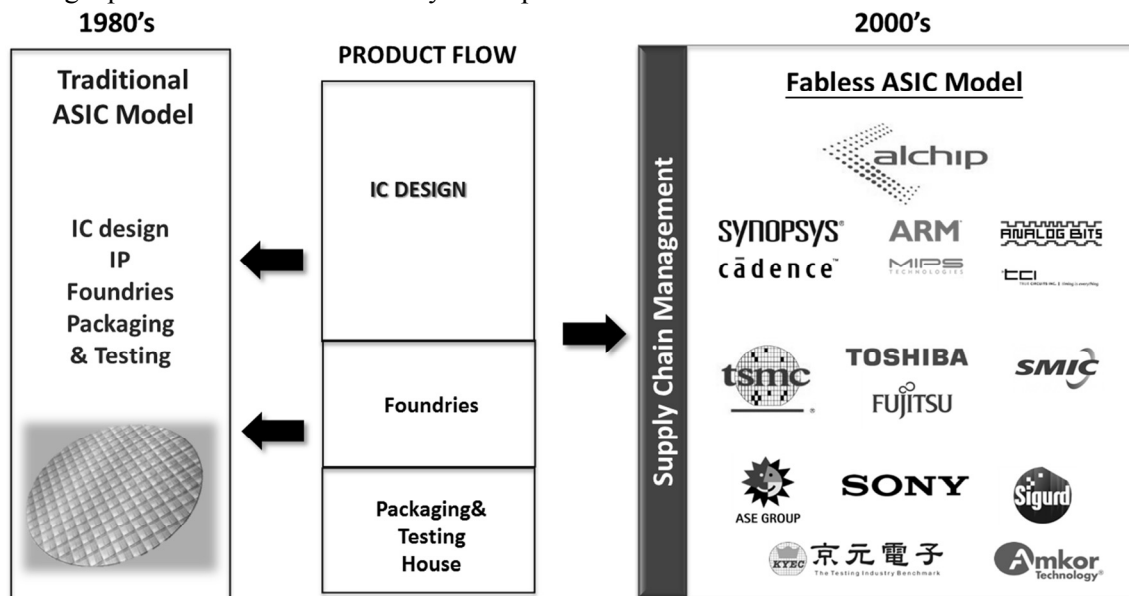 1980's
Traditional
ASIC Model
IC design
IP
Foundries
Packaging
& Testing
PRODUCT FLOW
IC DESIGN
Foundries
Packaging&
Testing
House
2000's
Supply Chain Management
Fabless ASIC Model
alchip
SYNOPSYS®
cādence™
ARM
MIPS
TECHNOLOGIES
ANALOG BITS
tci
tsmc
®
TOSHIBA
FUJITSU
SMIC
ASE GROUP
SONY
Sigurd
KYEC
京元電子
The Testing Industry Benchmark
Amkor
Technology®